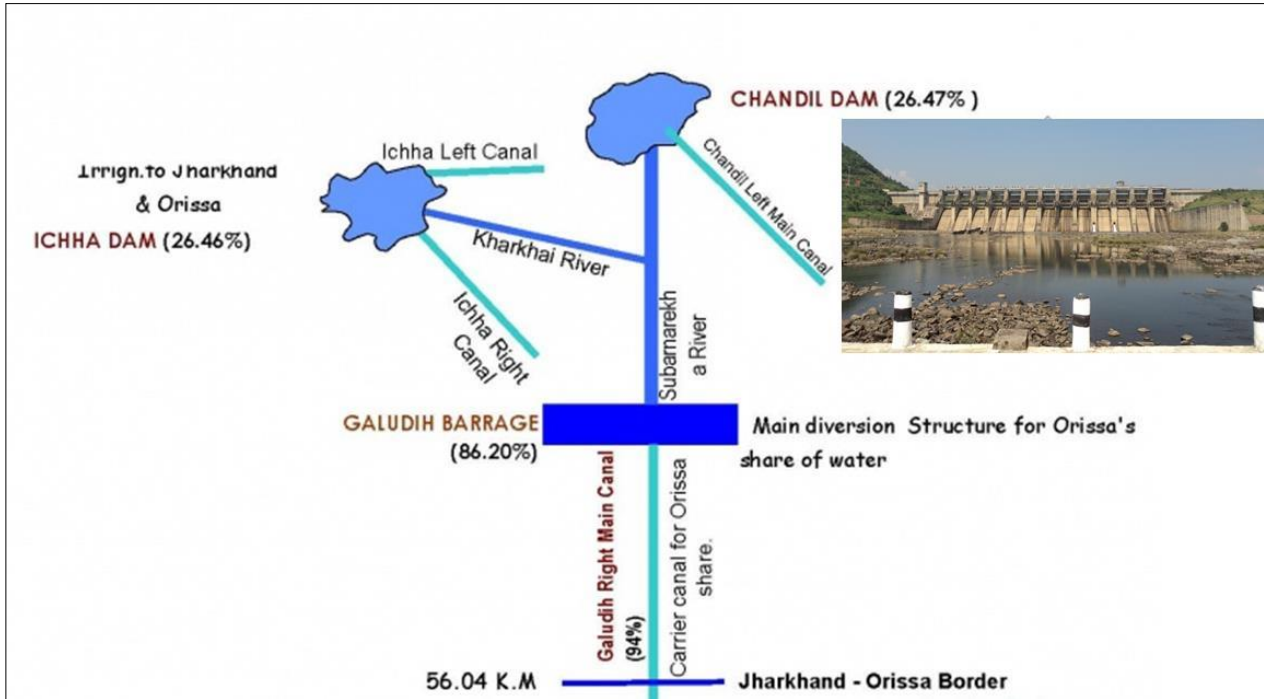 CHANDIL DAM (26.47% )
Ichha Left Canal
Chandil Left Main Canal
Irrign.to Jharkhand
& Orissa
ICHHA DAM (26.46%)
Kharkhai River
Ichha Right
Canal
Subarnarekh
a River
GALUDIH BARRAGE
(86.20%)
Main diversion Structure for Orissa's
share of water
Galudih Right Main Canal
(94%)
Carrier canal for Orissa
share.
56.04 K.M
Jharkhand - Orissa Border